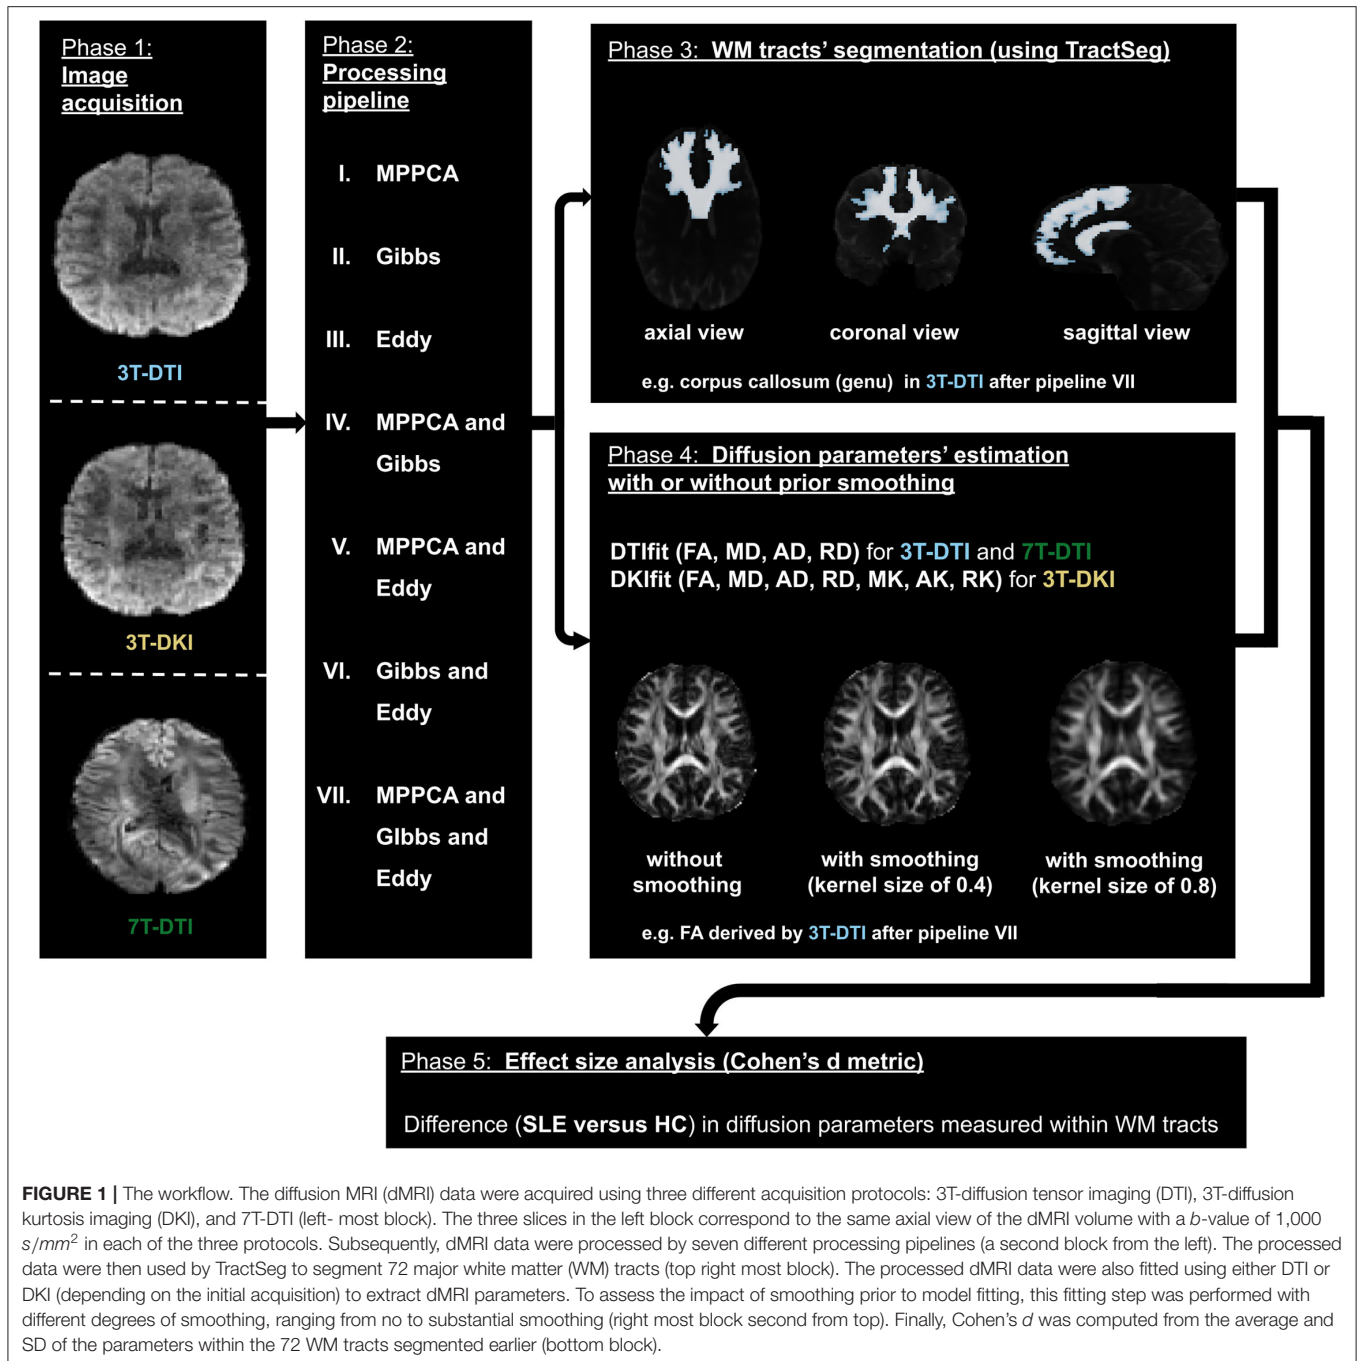 Phase 1:
Image
acquisition
3T-DTI
3T-DKI
7T-DTI
Phase 2:
Processing
pipeline
I. MPPCA
II. Gibbs
III. Eddy
IV. MPPCA and
Gibbs
V. MPPCA and
Eddy
VI. Gibbs and
Eddy
VII. MPPCA and
GIbbs and
Eddy
Phase 3: WM tracts' segmentation (using TractSeg)
axial view
coronal view
sagittal view
e.g. corpus callosum (genu) in 3T-DTI after pipeline VII
Phase 4: Diffusion parameters' estimation
with or without prior smoothing
DTIfit (FA, MD, AD, RD) for 3T-DTI and 7T-DTI
DKIfit (FA, MD, AD, RD, MK, AK, RK) for 3T-DKI
without
smoothing
with smoothing
(kernel size of 0.4)
with smoothing
(kernel size of 0.8)
e.g. FA derived by 3T-DTI after pipeline VII
Phase 5: Effect size analysis (Cohen's d metric)
Difference (SLE versus HC) in diffusion parameters measured within WM tracts
FIGURE 1 | The workflow. The diffusion MRI (dMRI) data were acquired using three different acquisition protocols: 3T-diffusion tensor imaging (DTI), 3T-diffusion
kurtosis imaging (DKI), and 7T-DTI (left- most block). The three slices in the left block correspond to the same axial view of the dMRI volume with a b-value of 1,000
s/mm² in each of the three protocols. Subsequently, dMRI data were processed by seven different processing pipelines (a second block from the left). The processed
data were then used by TractSeg to segment 72 major white matter (WM) tracts (top right most block). The processed dMRI data were also fitted using either DTI or
DKI (depending on the initial acquisition) to extract dMRI parameters. To assess the impact of smoothing prior to model fitting, this fitting step was performed with
different degrees of smoothing, ranging from no to substantial smoothing (right most block second from top). Finally, Cohen's d was computed from the average and
SD of the parameters within the 72 WM tracts segmented earlier (bottom block).